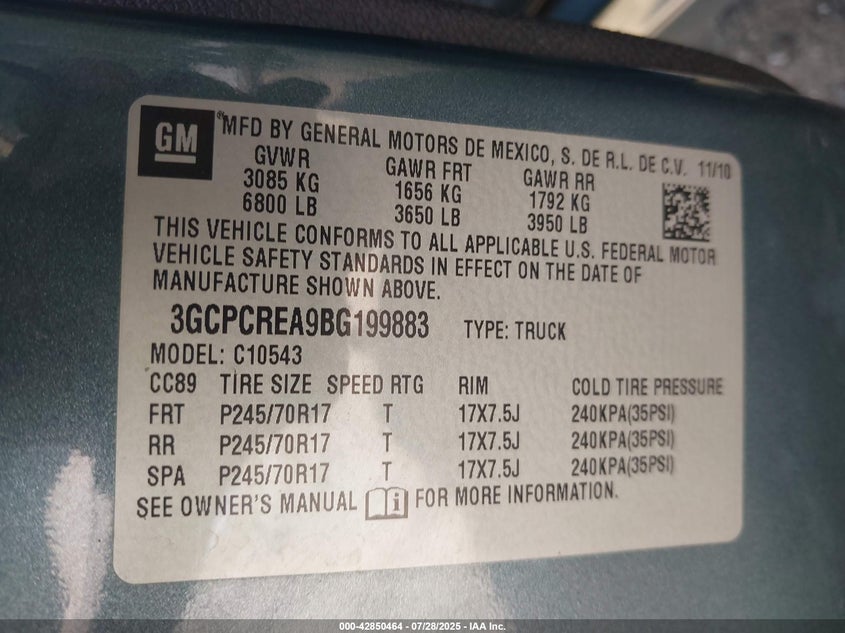 GM
MFD BY GENERAL MOTORS DE MEXICO, S. DE R.L. DE C.V. 11/10
GVWR GAWR FRT GAWR RR
3085 KG 1656 KG 1792 KG
6800 LB 3650 LB 3950 LB
THIS VEHICLE CONFORMS TO ALL APPLICABLE U.S. FEDERAL MOTOR
VEHICLE SAFETY STANDARDS IN EFFECT ON THE DATE OF
MANUFACTURE SHOWN ABOVE.
3GCPCREA9BG199883 TYPE: TRUCK
MODEL: C10543
CC89 TIRE SIZE SPEED RTG RIM COLD TIRE PRESSURE
FRT P245/70R17 T 17X7.5J 240KPA(35PSI)
RR P245/70R17 T 17X7.5J 240KPA(35PSI)
SPA P245/70R17 T 17X7.5J 240KPA(35PSI)
SEE OWNER'S MANUAL i FOR MORE INFORMATION.
000-42850464 - 07/28/2025 - IAA Inc.